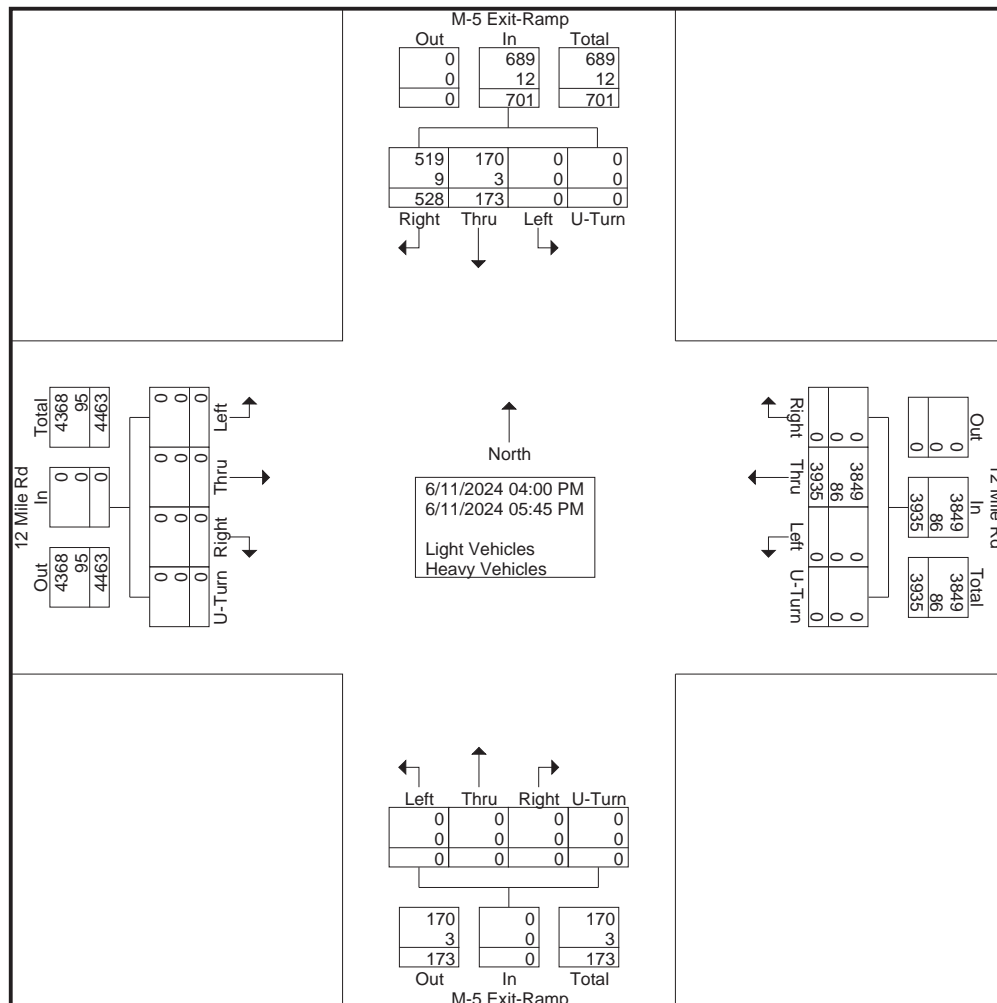 M-5 Exit-Ramp
Out In Total
0 689 689
0 12 12
0 701 701
519 170 0 0
9 3 0 0
528 173 0 0
Right Thru Left U-Turn
12 Mile Rd
Total In Out
4368 0 4368
95 0 95
4463 0 4463
Left Thru Right U-Turn
0 0 0 0
0 0 0 0
0 0 0 0
North
6/11/2024 04:00 PM
6/11/2024 05:45 PM
Light Vehicles
Heavy Vehicles
Right Thru Left U-Turn
0 3849 0 0
0 86 0 0
0 3935 0 0
Out In Total
0 3849 3849
0 86 86
0 3935 3935
12 Mile Rd
Left Thru Right U-Turn
0 0 0 0
0 0 0 0
0 0 0 0
170 0 170
3 0 3
173 0 173
Out In Total
M-5 Exit-Ramp